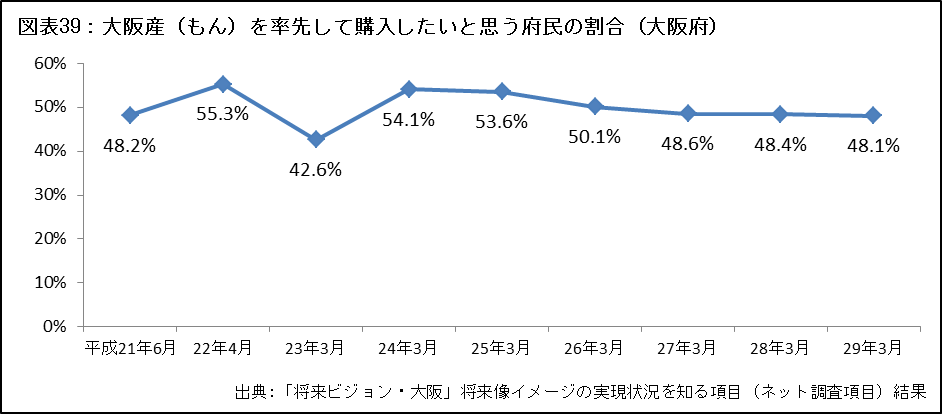 図表39：大阪産（もん）を率先して購入したいと思う府民の割合（大阪府）
60%
50%
40%
30%
20%
10%
0%
48.2%
55.3%
42.6%
54.1%
53.6%
50.1%
48.6%
48.4%
48.1%
平成21年6月
22年4月
23年3月
24年3月
25年3月
26年3月
27年3月
28年3月
29年3月
出典：「将来ビジョン・大阪」将来像イメージの実現状況を知る項目（ネット調査項目）結果